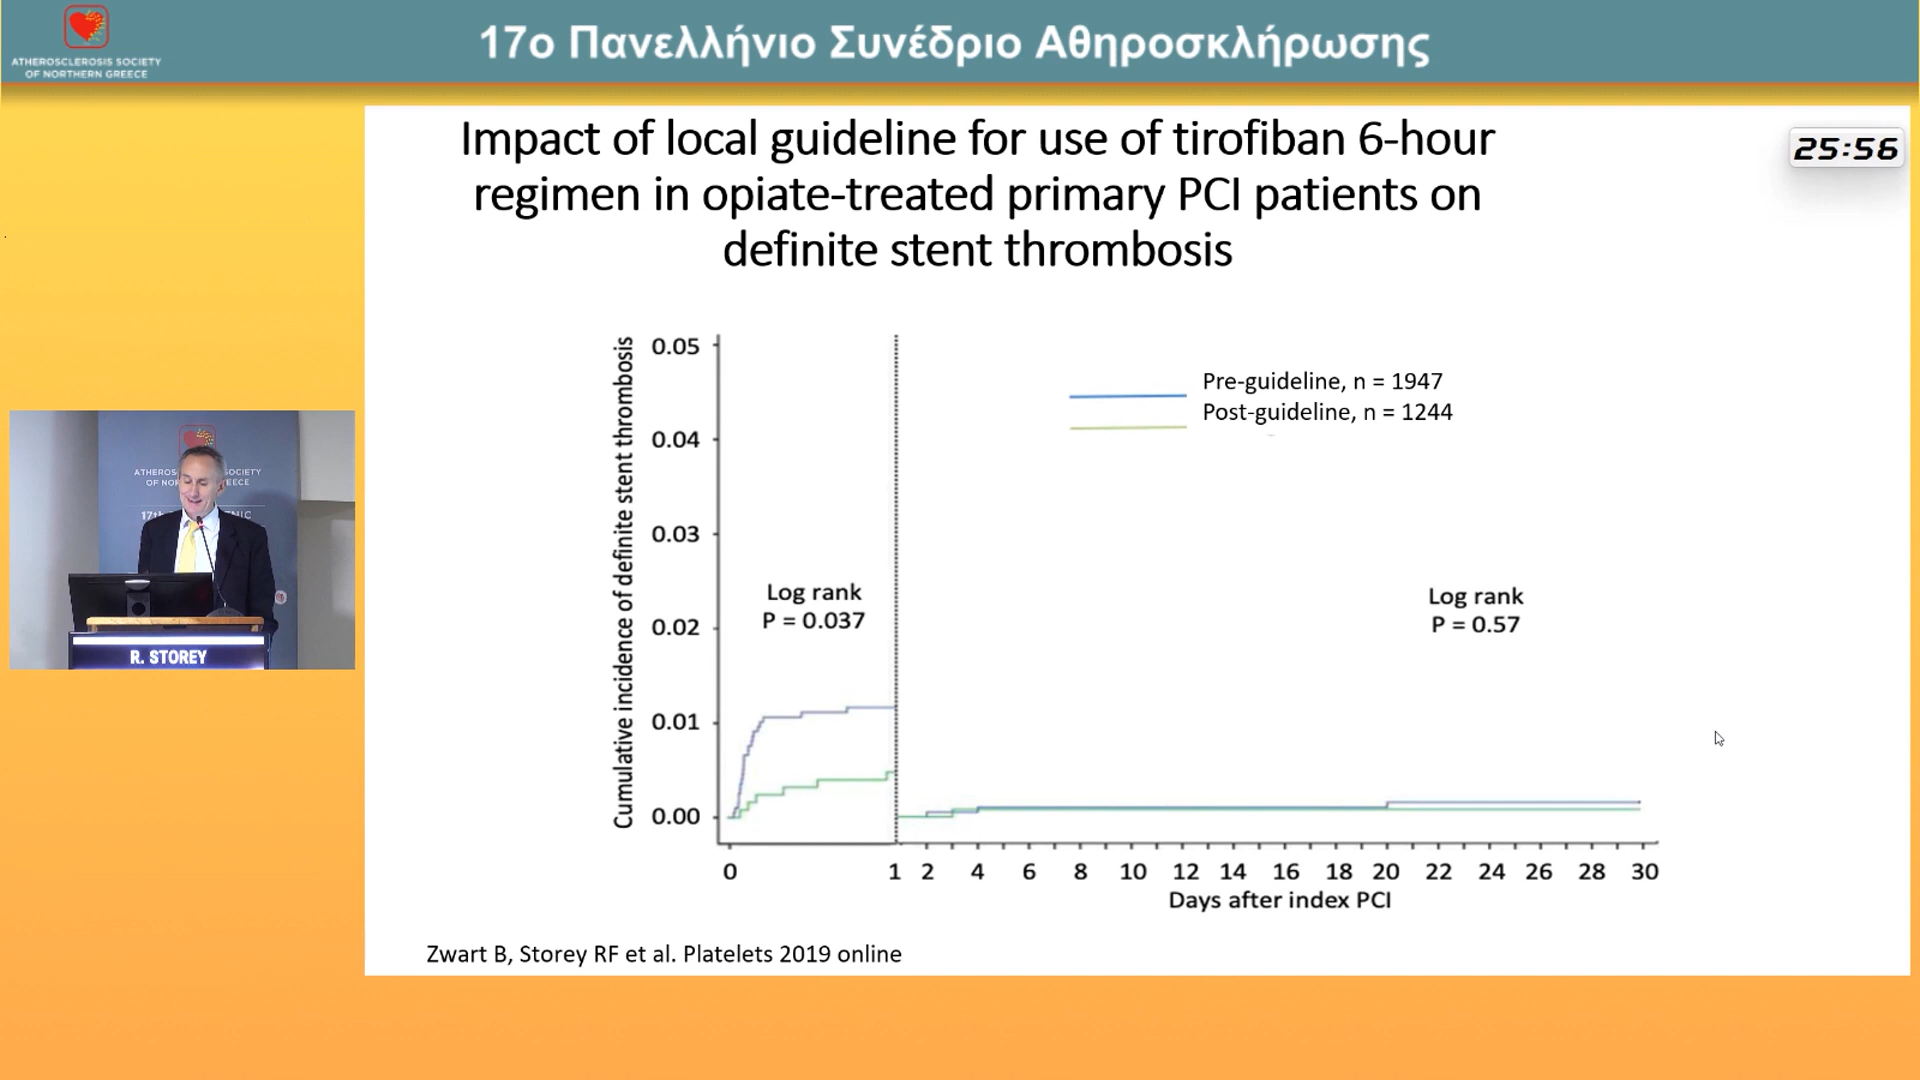 17ο Πανελλήνιο Συνέδριο Αθηροσκλήρωσης
ATHEROSCLEROSIS SOCIETY
OF NORTHERN GREECE
Impact of local guideline for use of tirofiban 6-hour
regimen in opiate-treated primary PCI patients on
definite stent thrombosis
25:56
Cumulative incidence of definite stent thrombosis
0.05
0.04
0.03
0.02
0.01
0.00
Pre-guideline, n = 1947
Post-guideline, n = 1244
Log rank
P = 0.037
Log rank
P = 0.57
0 1 2 4 6 8 10 12 14 16 18 20 22 24 26 28 30
Days after index PCI
Zwart B, Storey RF et al. Platelets 2019 online
R. STOREY